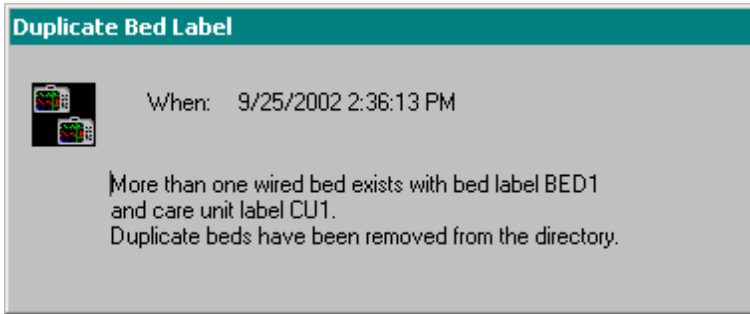 Duplicate Bed Label
When: 9/25/2002 2:36:13 PM
More than one wired bed exists with bed label BED1
and care unit label CU1.
Duplicate beds have been removed from the directory.